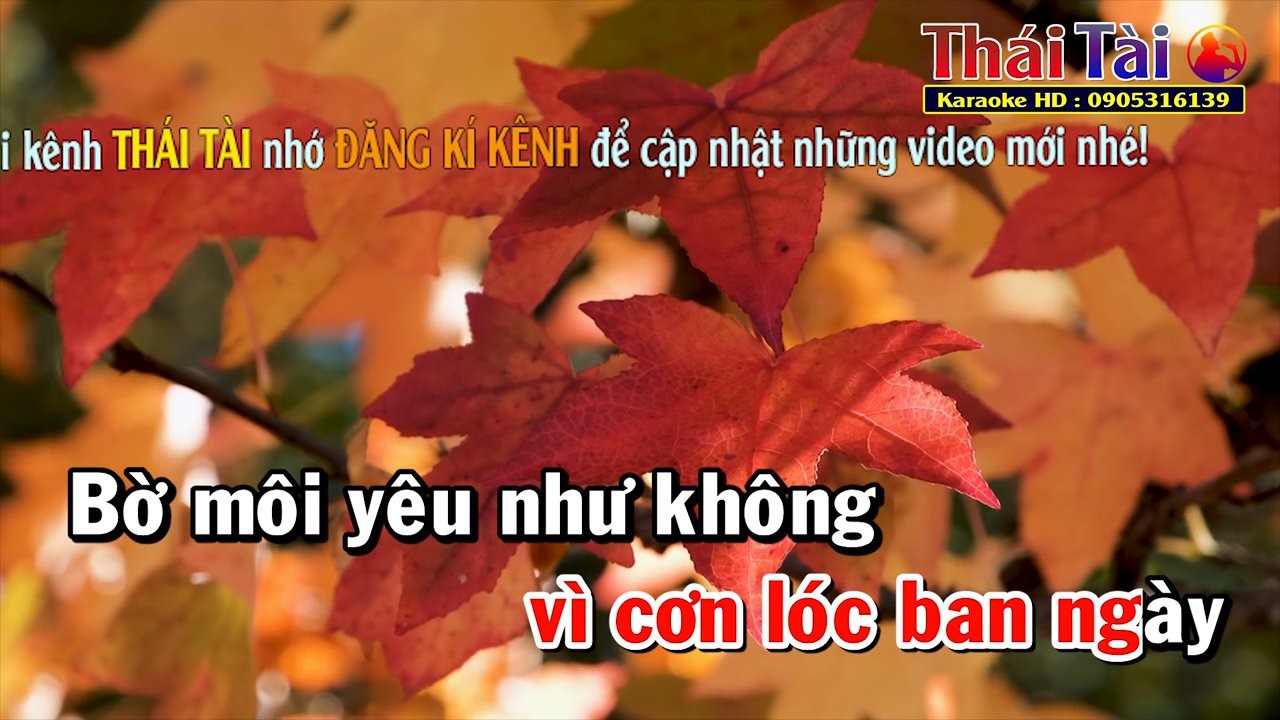 Thái Tài
Karaoke HD : 0905316139
i kênh THÁI TÀI nhớ ĐĂNG KÍ KÊNH để cập nhật những video mới nhé!
Bờ môi yêu như không
vì cơn lóc ban ngày